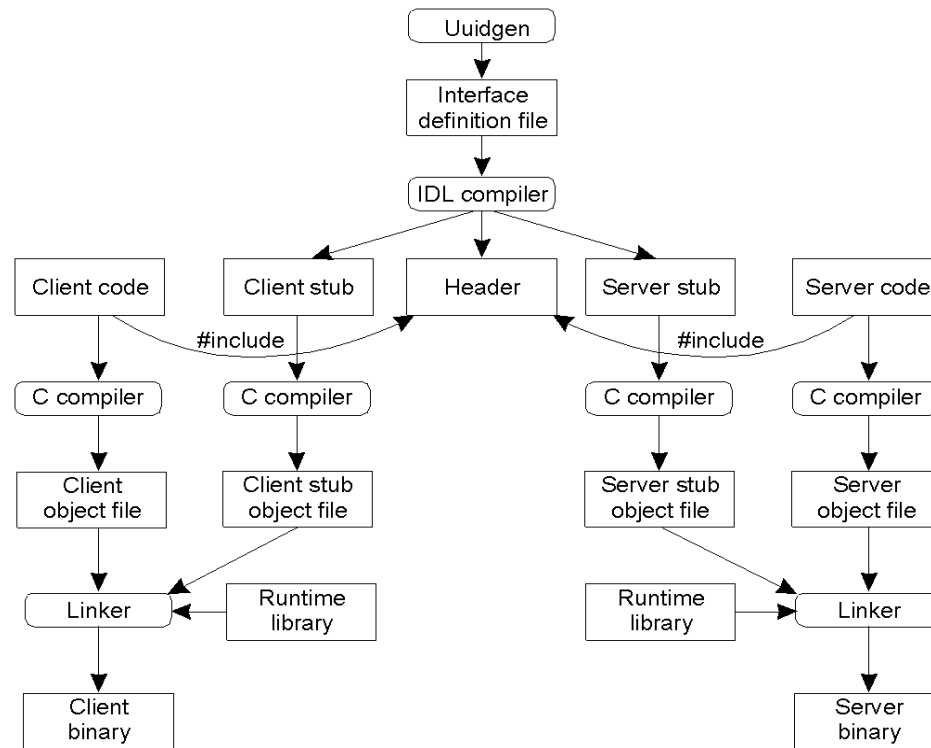 Uuidgen
Interface
definition file
IDL compiler
Client code
Client stub
Header
Server stub
Server code
#include
#include
C compiler
C compiler
C compiler
C compiler
Client
object file
Client stub
object file
Server stub
object file
Server
object file
Linker
Runtime
library
Runtime
library
Linker
Client
binary
Server
binary